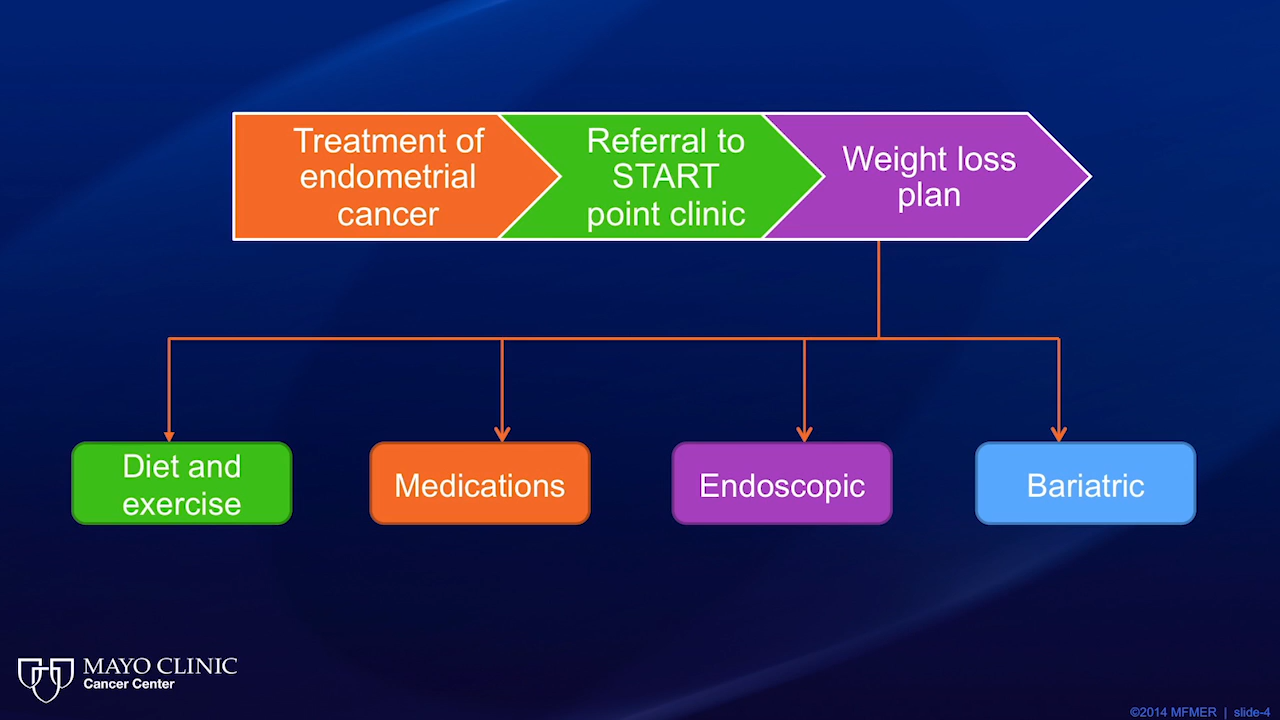 Treatment of
endometrial
cancer
Referral to
START
point clinic
Weight loss
plan
Diet and
exercise
Medications
Endoscopic
Bariatric
MAYO CLINIC
Cancer Center
©2014 MFMER | slide-4